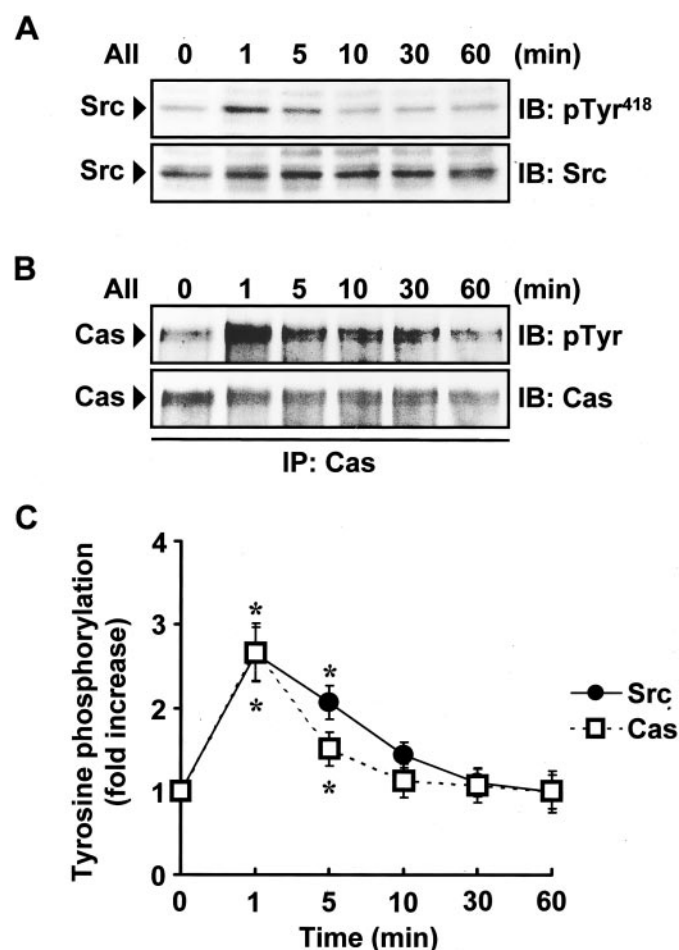 A
AII 0 1 5 10 30 60 (min)
Src IB: pTyr418
Src IB: Src
B
AII 0 1 5 10 30 60 (min)
Cas IB: pTyr
Cas IB: Cas
IP: Cas
C
Tyrosine phosphorylation
(fold increase)
4
3
2
1
0
* *
* *
Src
Cas
0 1 5 10 30 60
Time (min)